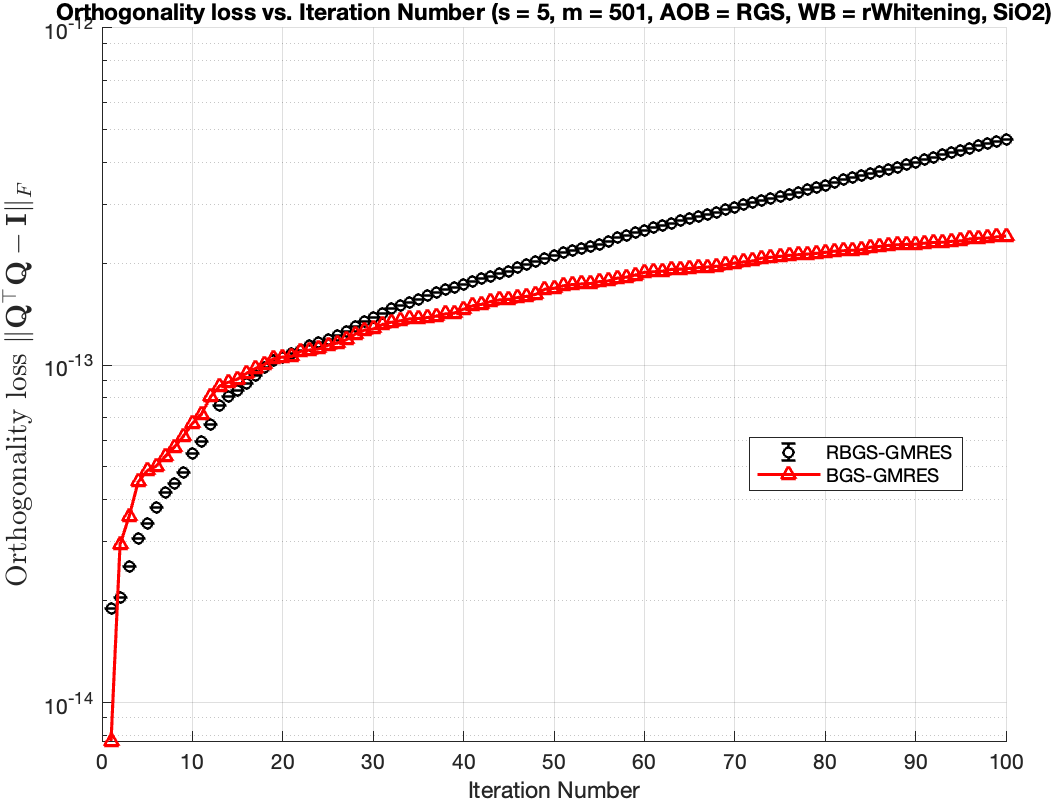 Orthogonality loss vs. Iteration Number (s = 5, m = 501, AOB = RGS, WB = rWhitening, SiO2)
10^-12
10^-13
10^-14
Orthogonality loss ||Q^⊤Q − I||_F
RBGS-GMRES
BGS-GMRES
0 10 20 30 40 50 60 70 80 90 100
Iteration Number